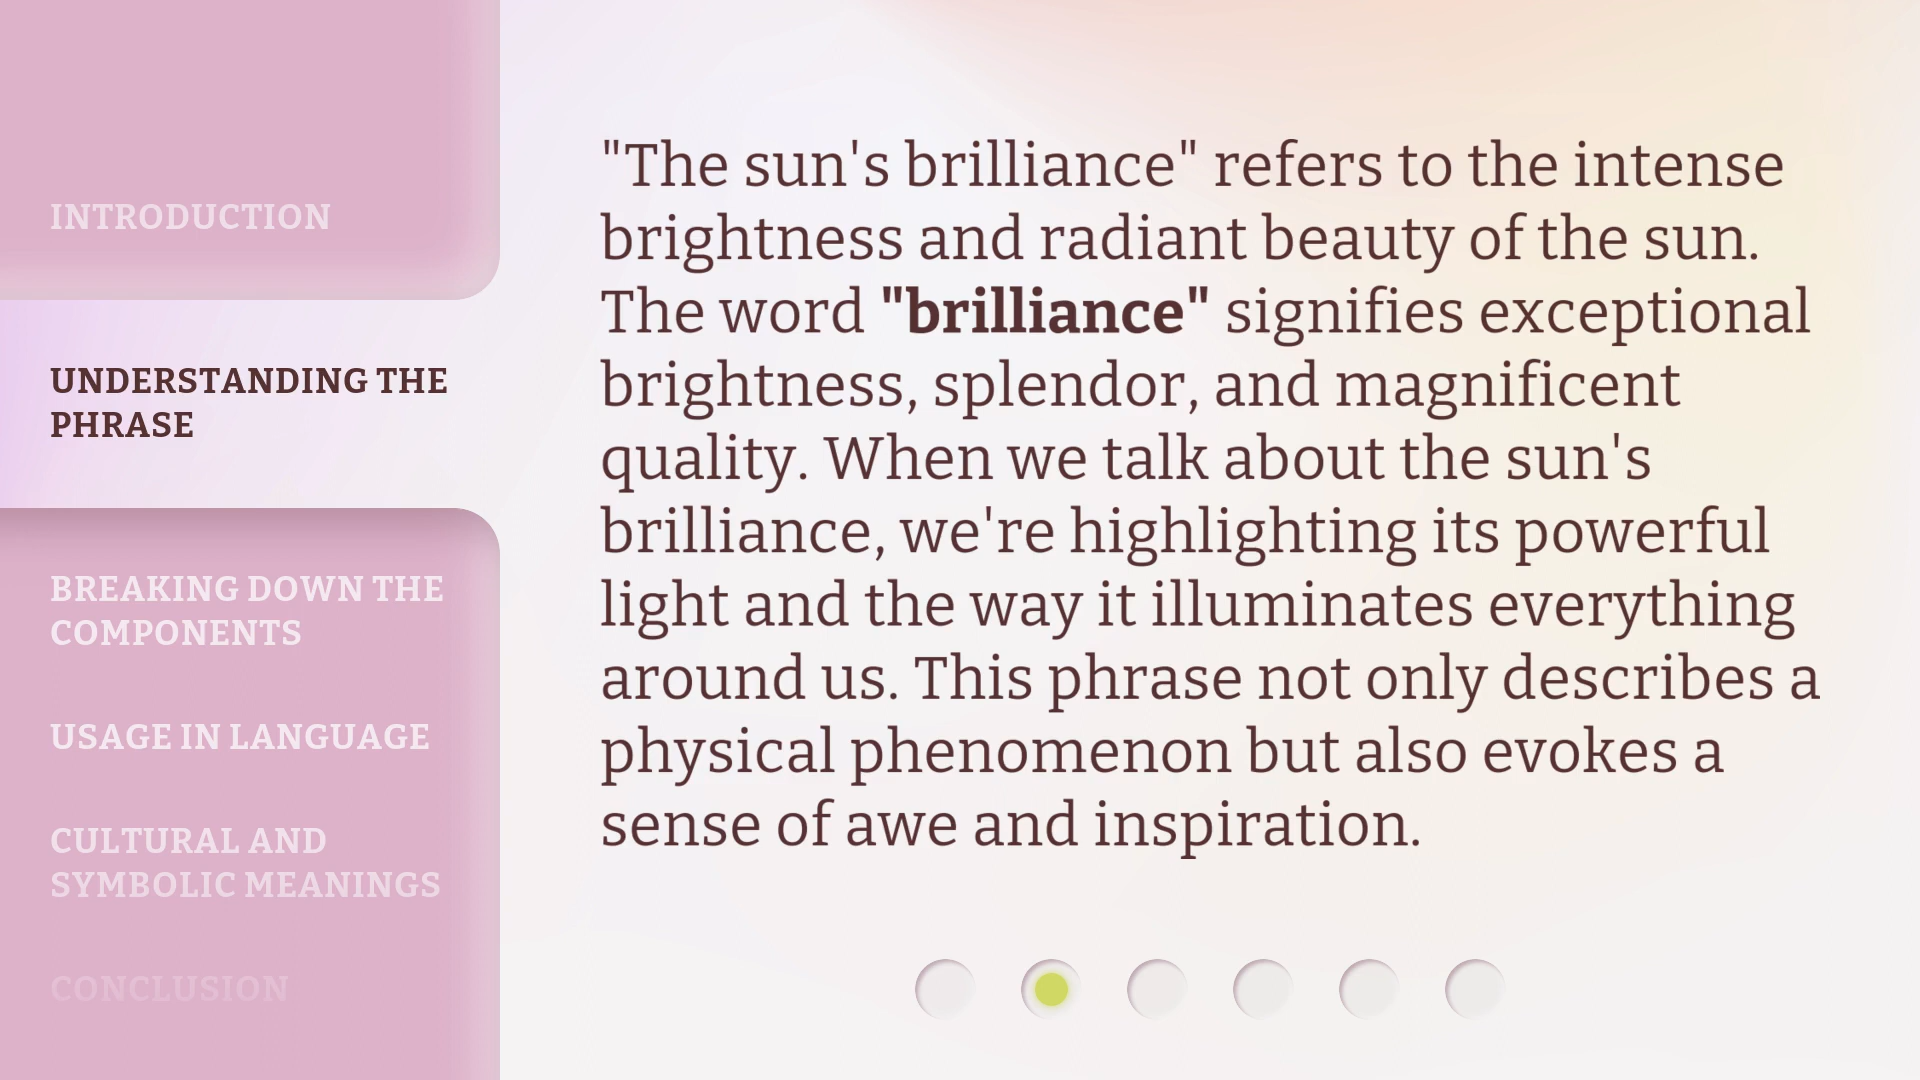 INTRODUCTION
UNDERSTANDING THE
PHRASE
BREAKING DOWN THE
COMPONENTS
USAGE IN LANGUAGE
CULTURAL AND
SYMBOLIC MEANINGS
CONCLUSION
"The sun's brilliance" refers to the intense
brightness and radiant beauty of the sun.
The word "brilliance" signifies exceptional
brightness, splendor, and magnificent
quality. When we talk about the sun's
brilliance, we're highlighting its powerful
light and the way it illuminates everything
around us. This phrase not only describes a
physical phenomenon but also evokes a
sense of awe and inspiration.